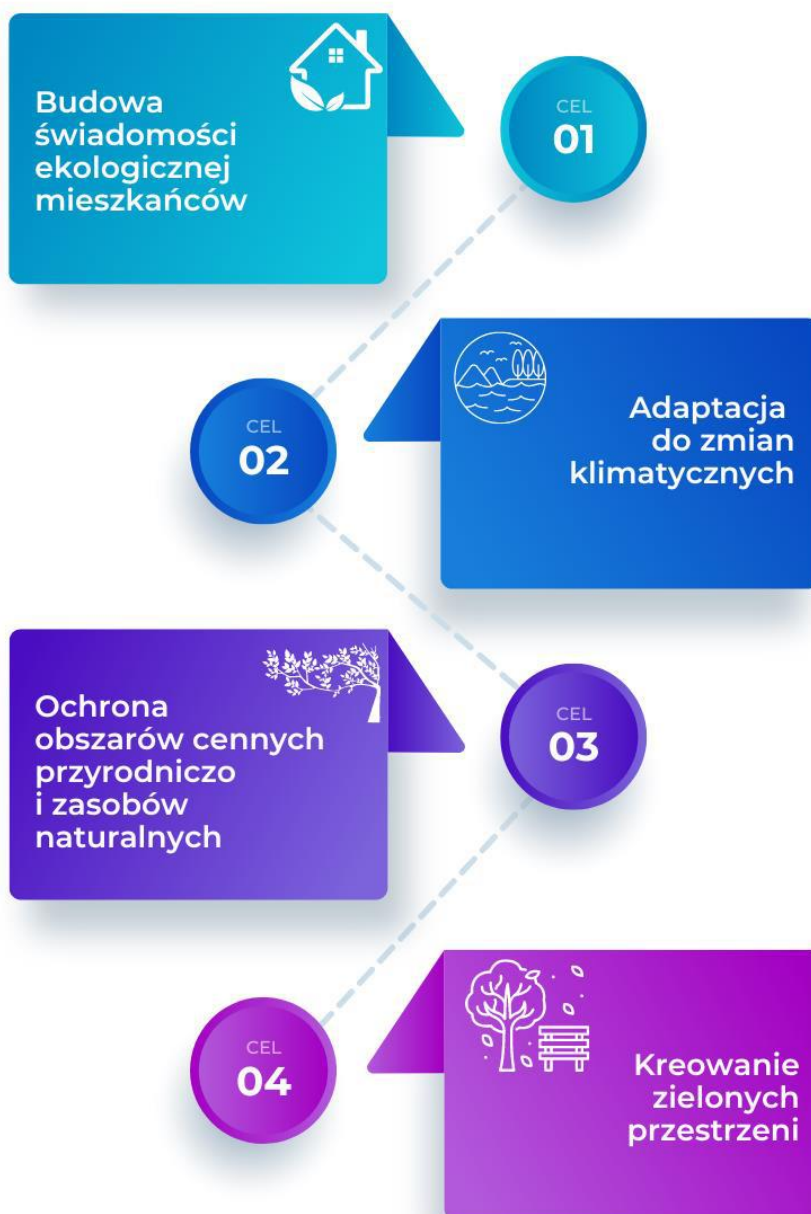 Budowa
świadomości
ekologicznej
mieszkańców
CEL
01
CEL
02
Adaptacja
do zmian
klimatycznych
Ochrona
obszarów cennych
przyrodniczo
i zasobów
naturalnych
CEL
03
CEL
04
Kreowanie
zielonych
przestrzeni